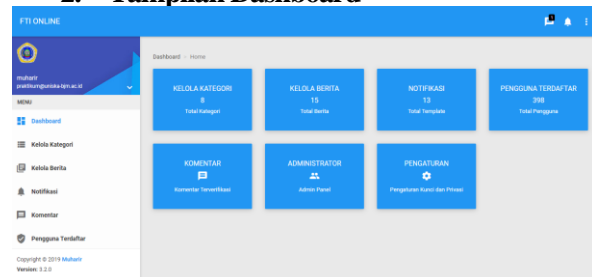 2. Tampilan Dashboard
FTI ONLINE
muharir
praktikum@uniska-bjm.ac.id
MENU
Dashboard
Kelola Kategori
Kelola Berita
Notifikasi
Komentar
Pengguna Terdaftar
Copyright © 2019 Muharir
Version: 3.2.0
Dashboard > Home
KELOLA KATEGORI
8
Total Kategori
KELOLA BERITA
15
Total Berita
NOTIFIKASI
13
Total Template
PENGGUNA TERDAFTAR
398
Total Pengguna
KOMENTAR
Komentar Terverifikasi
ADMINISTRATOR
Admin Panel
PENGATURAN
Pengaturan Kunci dan Privasi